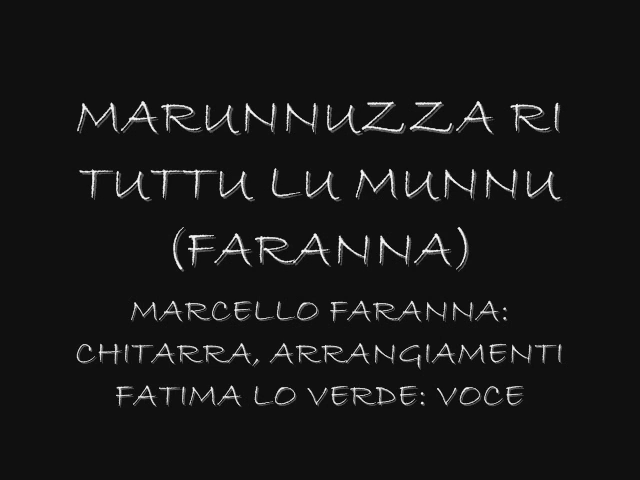 MARUNNUZZA RI
TUTTU LU MUNNU
(FARANNA)
MARCELLO FARANNA:
CHITARRA, ARRANGIAMENTI
FATIMA LO VERDE: VOCE